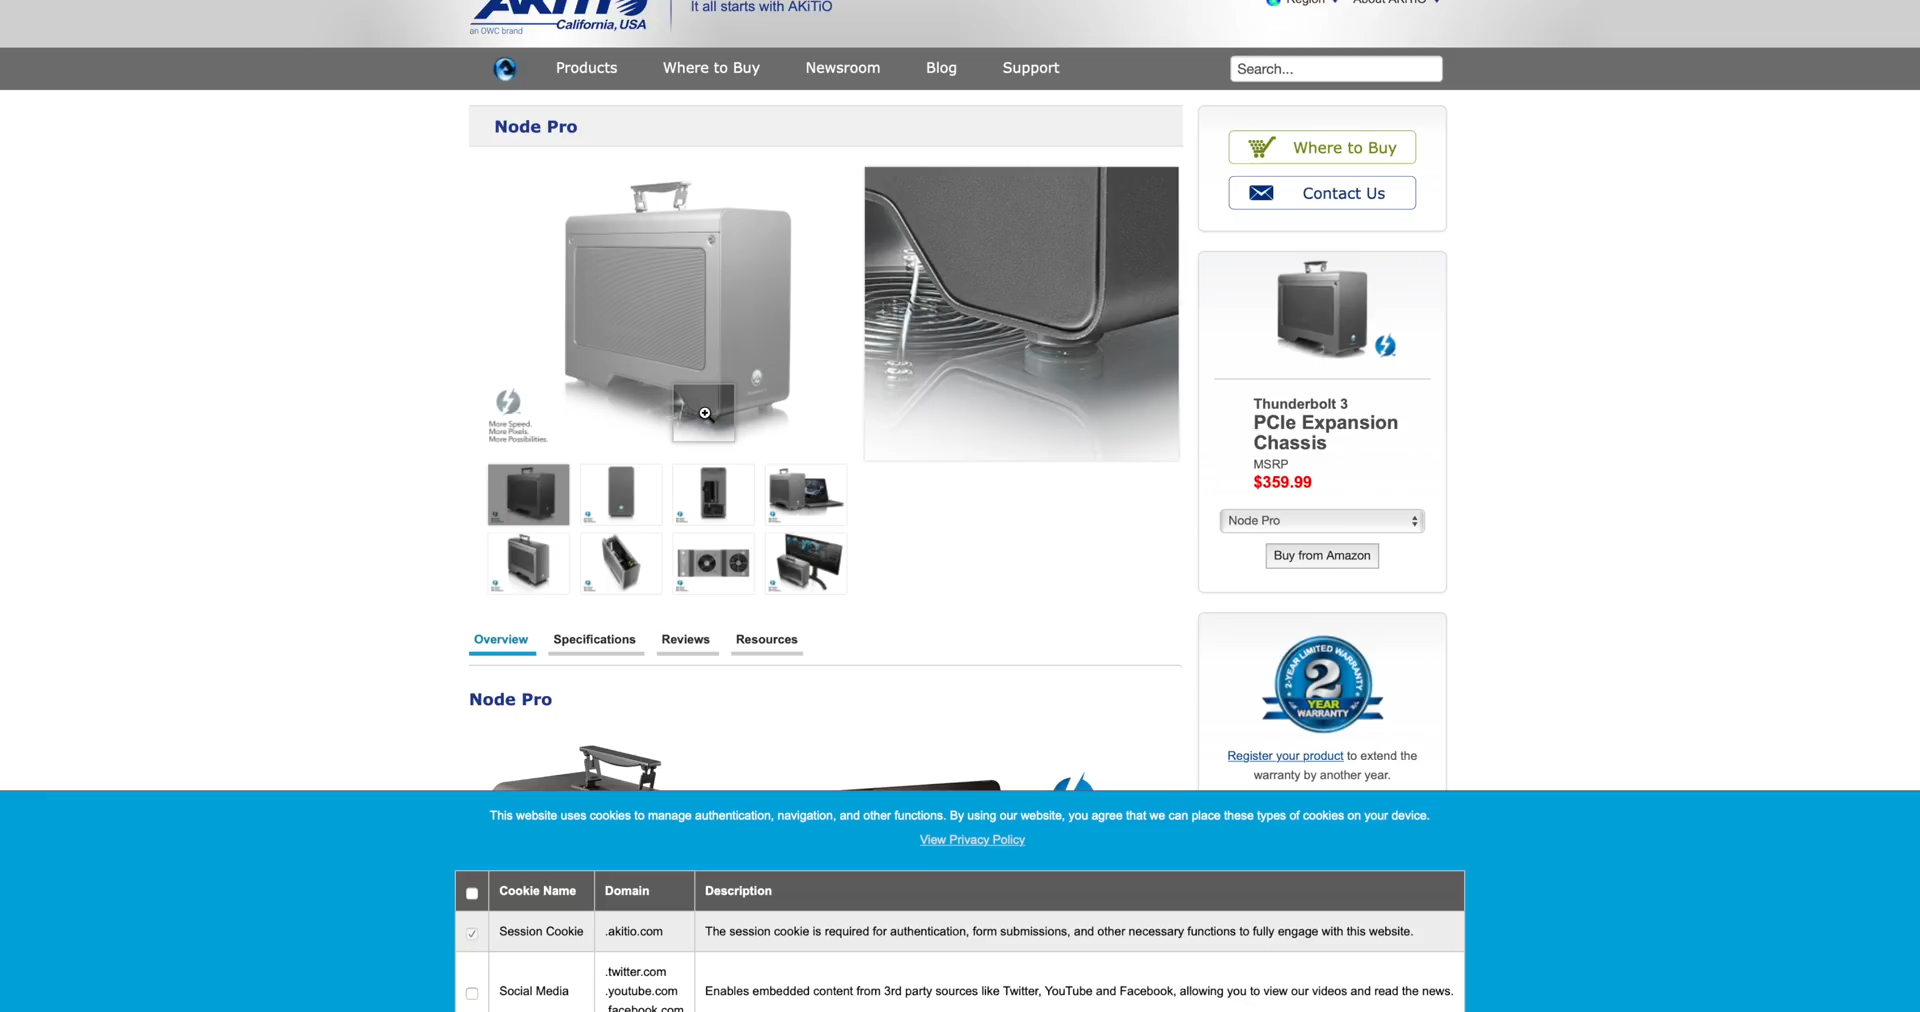 AKiTiO
California, USA
an OWC brand
It all starts with AKiTiO
Region
About AKiTiO
Products
Where to Buy
Newsroom
Blog
Support
Search...
Node Pro
More Speed.
More Pixels.
More Possibilities.
Where to Buy
Contact Us
Thunderbolt 3
PCIe Expansion
Chassis
MSRP
$359.99
Node Pro
Buy from Amazon
Overview
Specifications
Reviews
Resources
Node Pro
2-YEAR LIMITED WARRANTY
2
YEAR
WARRANTY
Register your product to extend the
warranty by another year.
This website uses cookies to manage authentication, navigation, and other functions. By using our website, you agree that we can place these types of cookies on your device.
View Privacy Policy
Cookie Name Domain Description
Session Cookie .akitio.com The session cookie is required for authentication, form submissions, and other necessary functions to fully engage with this website.
.twitter.com
Social Media .youtube.com Enables embedded content from 3rd party sources like Twitter, YouTube and Facebook, allowing you to view our videos and read the news.
.facebook.com